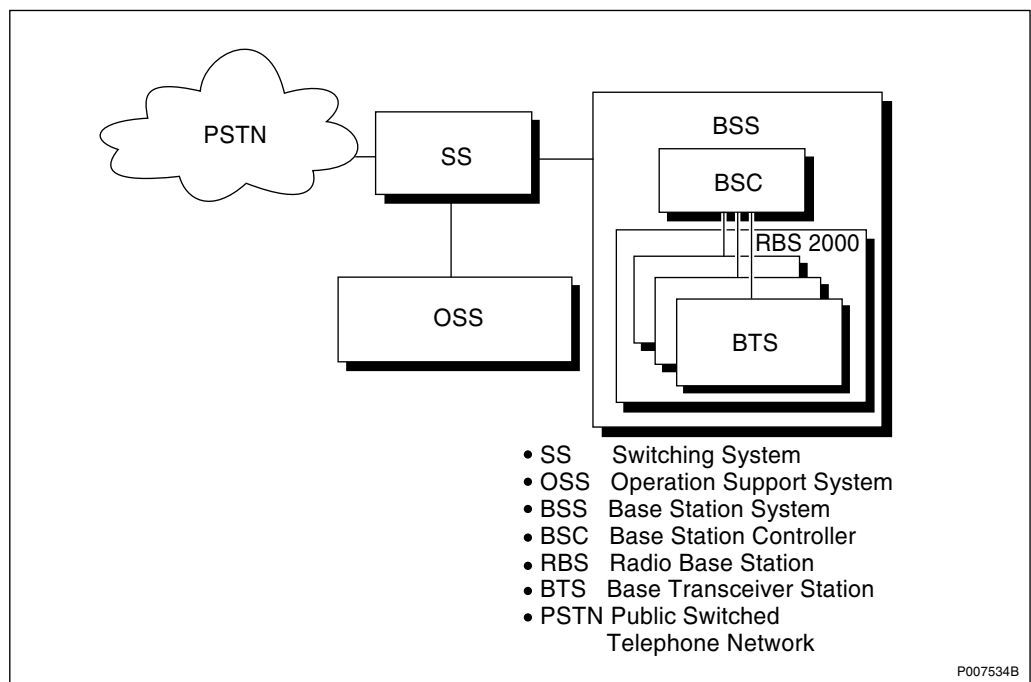 PSTN
SS
BSS
BSC
RBS 2000
OSS
BTS
• SS Switching System
• OSS Operation Support System
• BSS Base Station System
• BSC Base Station Controller
• RBS Radio Base Station
• BTS Base Transceiver Station
• PSTN Public Switched
Telephone Network
P007534B